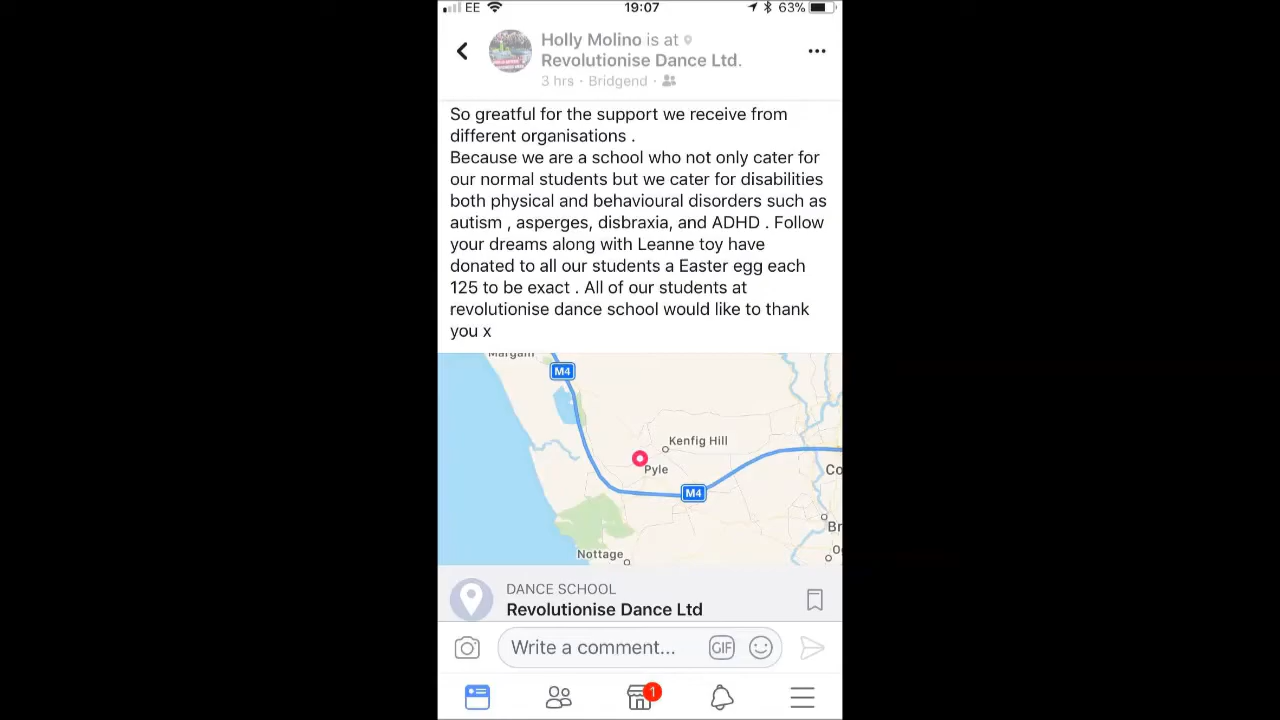 EE 19:07 63%
Holly Molino is at
Revolutionise Dance Ltd.
3 hrs · Bridgend ·
So greatful for the support we receive from
different organisations .
Because we are a school who not only cater for
our normal students but we cater for disabilities
both physical and behavioural disorders such as
autism , asperges, disbraxia, and ADHD . Follow
your dreams along with Leanne toy have
donated to all our students a Easter egg each
125 to be exact . All of our students at
revolutionise dance school would like to thank
you x
Margam
M4
Kenfig Hill
Pyle
Co
M4
Br
Nottage
DANCE SCHOOL
Revolutionise Dance Ltd
Write a comment... GIF
1